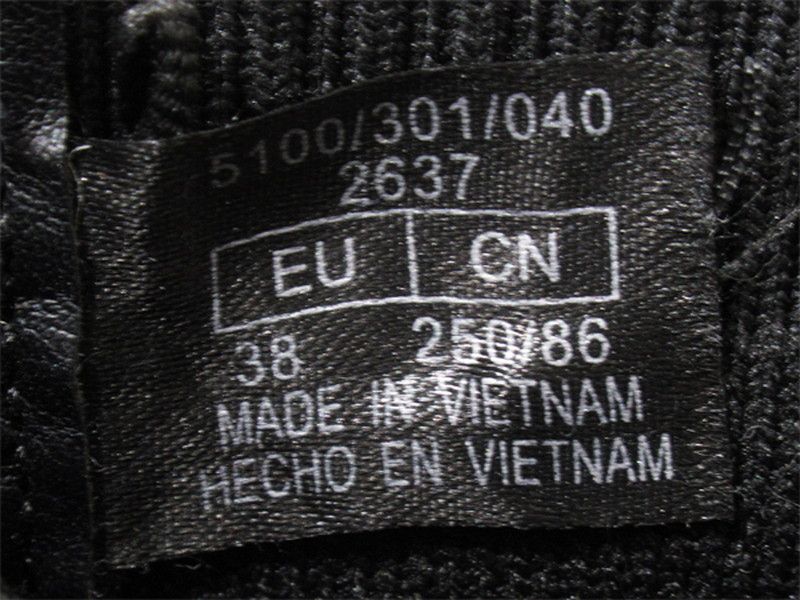 5100/301/040
2637
EU CN
38 250/86
MADE IN VIETNAM
HECHO EN VIETNAM